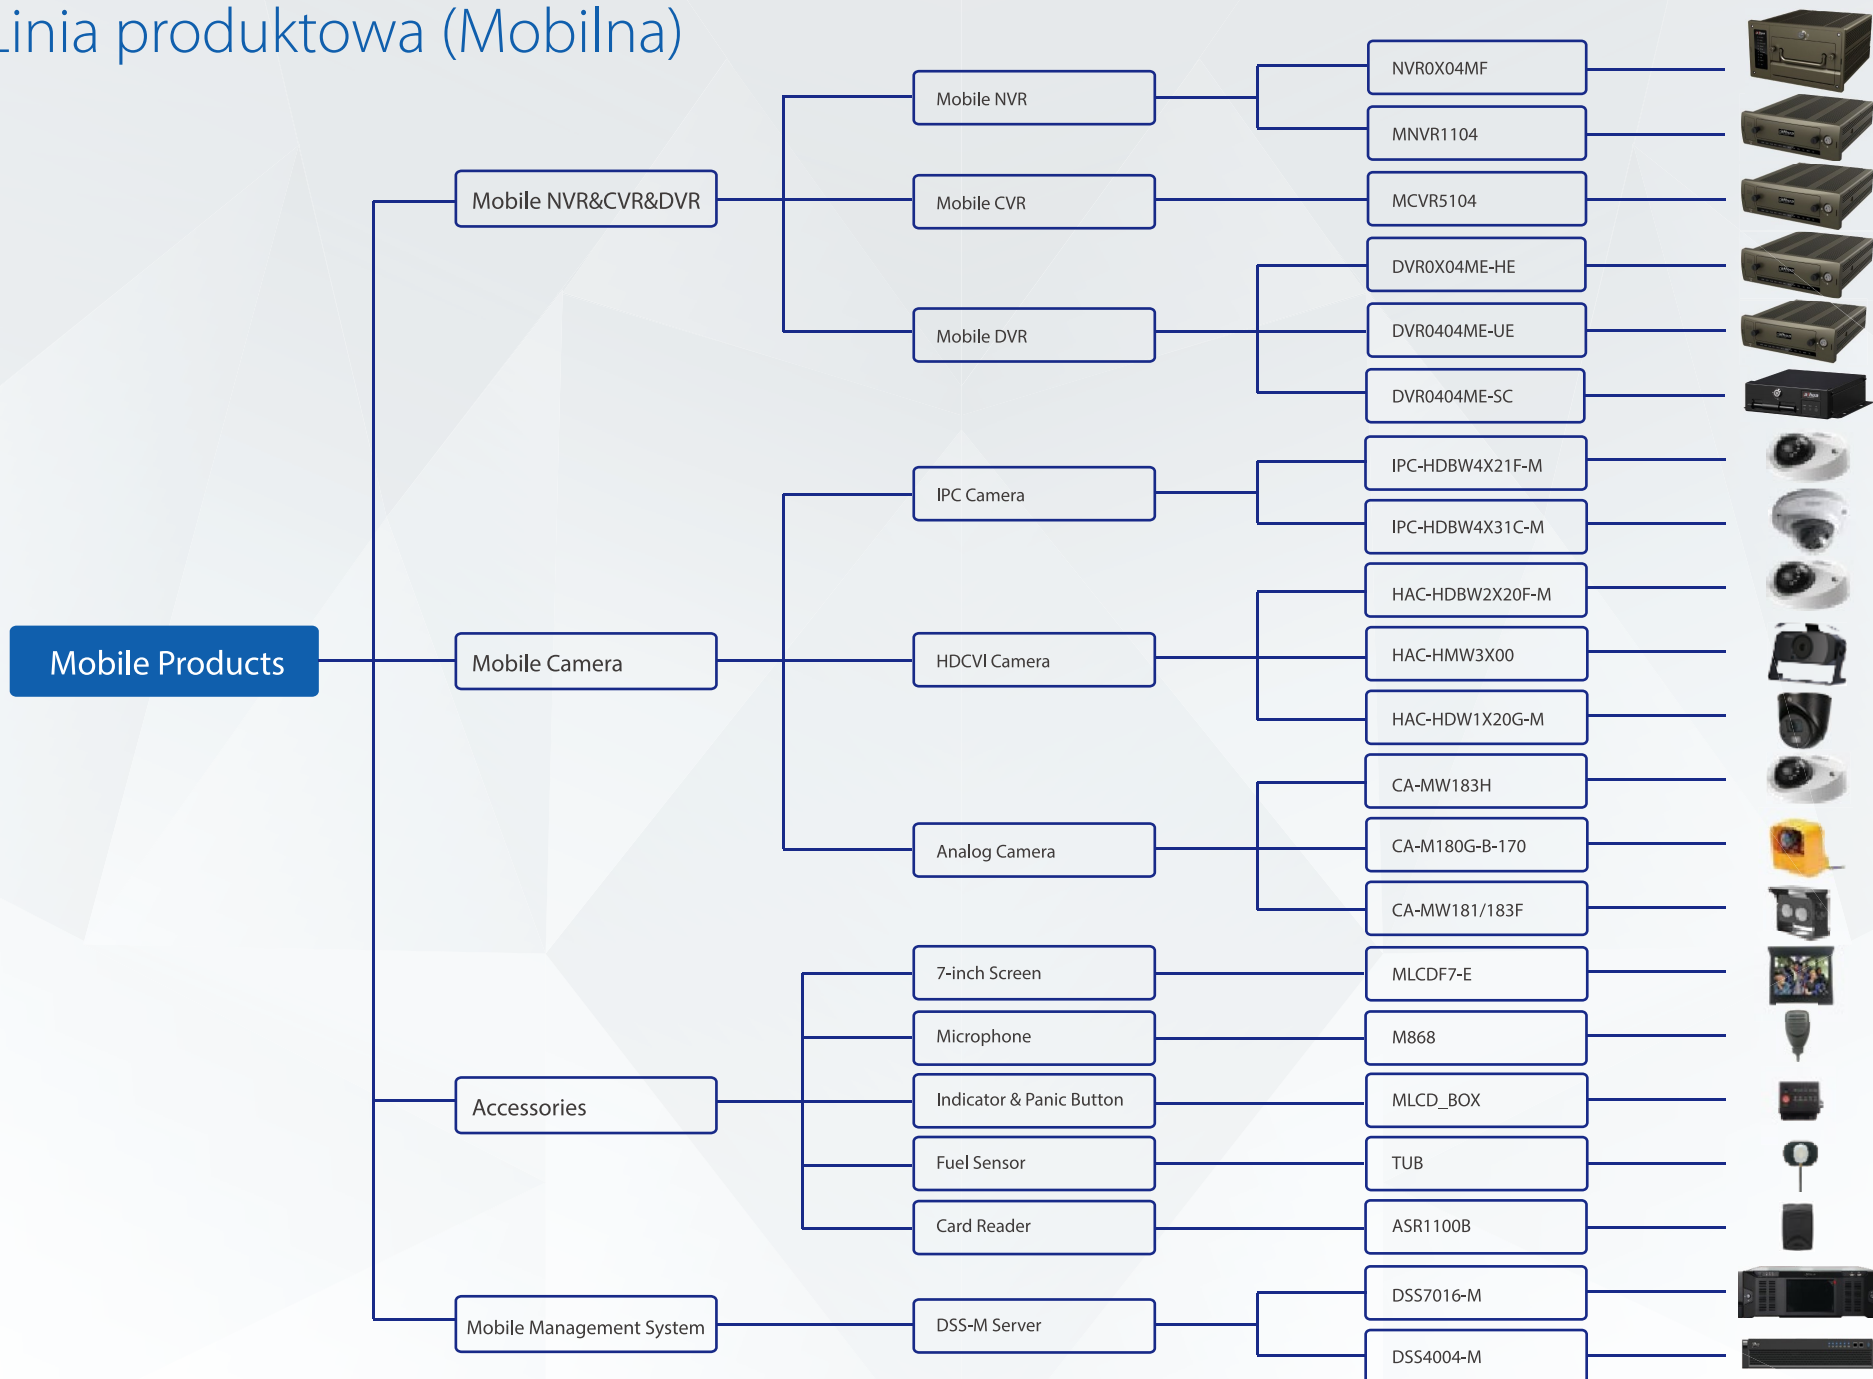 Linia produktowa (Mobilna)
Mobile Products
Mobile NVR&CVR&DVR
Mobile NVR
NVR0X04MF
MNVR1104
Mobile CVR
MCVR5104
Mobile DVR
DVR0X04ME-HE
DVR0404ME-UE
DVR0404ME-SC
Mobile Camera
IPC Camera
IPC-HDBW4X21F-M
IPC-HDBW4X31C-M
HDCVI Camera
HAC-HDBW2X20F-M
HAC-HMW3X00
HAC-HDW1X20G-M
Analog Camera
CA-MW183H
CA-M180G-B-170
CA-MW181/183F
Accessories
7-inch Screen
MLCDF7-E
Microphone
M868
Indicator & Panic Button
MLCD_BOX
Fuel Sensor
TUB
Card Reader
ASR1100B
Mobile Management System
DSS-M Server
DSS7016-M
DSS4004-M